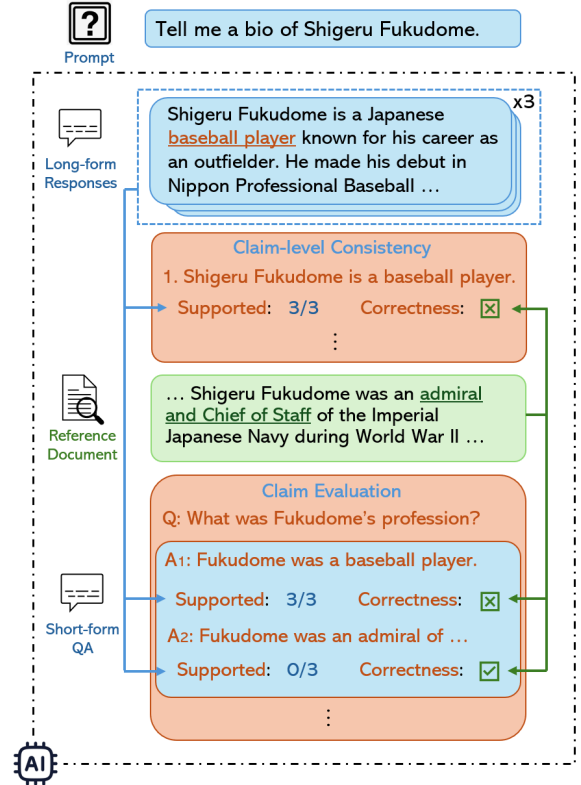 ?
Prompt
Tell me a bio of Shigeru Fukudome.
x3
Long-form
Responses
Shigeru Fukudome is a Japanese
baseball player known for his career as
an outfielder. He made his debut in
Nippon Professional Baseball ...
Claim-level Consistency
1. Shigeru Fukudome is a baseball player.
Supported: 3/3 Correctness:
⋮
Reference
Document
... Shigeru Fukudome was an admiral
and Chief of Staff of the Imperial
Japanese Navy during World War II ...
Claim Evaluation
Q: What was Fukudome's profession?
A1: Fukudome was a baseball player.
Supported: 3/3 Correctness:
Short-form
QA
A2: Fukudome was an admiral of ...
Supported: 0/3 Correctness:
⋮
AI